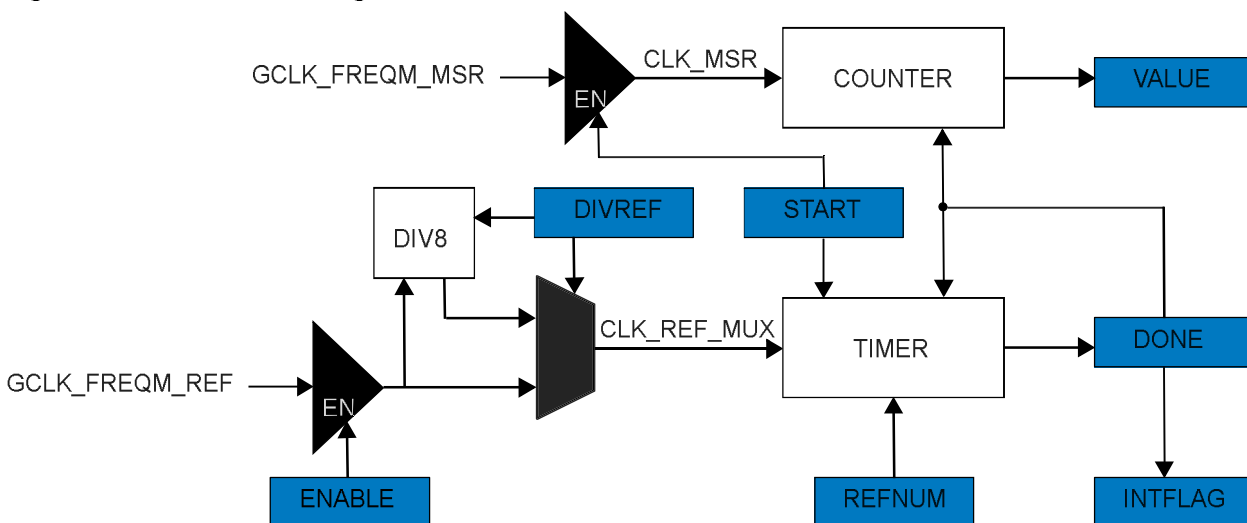 CLK_MSR
GCLK_FREQM_MSR
COUNTER
VALUE
EN
DIVREF
START
DIV8
CLK_REF_MUX
TIMER
DONE
GCLK_FREQM_REF
EN
ENABLE
REFNUM
INTFLAG